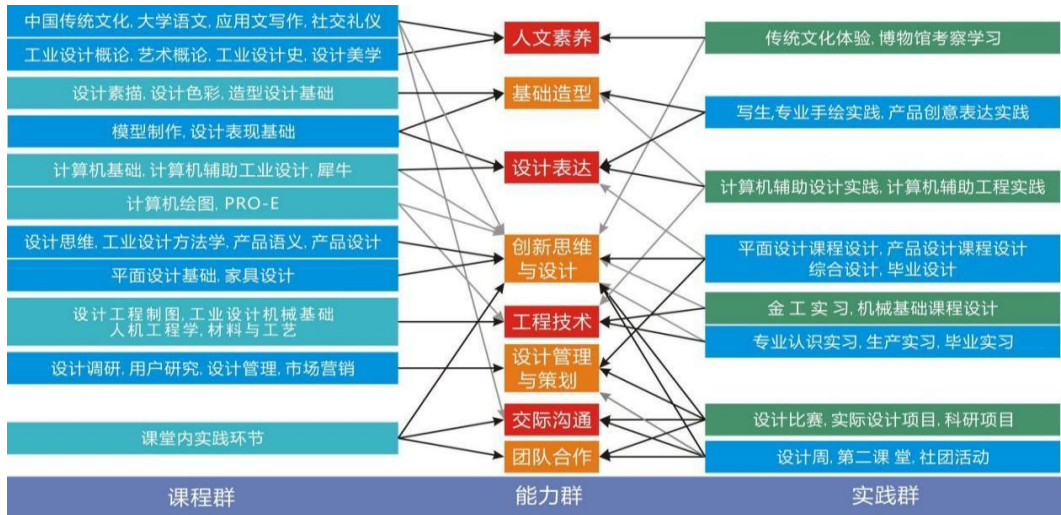 中国传统文化, 大学语文, 应用文写作, 社交礼仪
工业设计概论, 艺术概论, 工业设计史, 设计美学
设计素描, 设计色彩, 造型设计基础
模型制作, 设计表现基础
计算机基础, 计算机辅助工业设计, 犀牛
计算机绘图, PRO-E
设计思维, 工业设计方法学, 产品语义, 产品设计
平面设计基础, 家具设计
设计工程制图, 工业设计机械基础
人机工程学, 材料与工艺
设计调研, 用户研究, 设计管理, 市场营销
课堂内实践环节
课程群
人文素养
基础造型
设计表达
创新思维
与设计
工程技术
设计管理
与策划
交际沟通
团队合作
能力群
传统文化体验, 博物馆考察学习
写生,专业手绘实践, 产品创意表达实践
计算机辅助设计实践, 计算机辅助工程实践
平面设计课程设计, 产品设计课程设计
综合设计, 毕业设计
金 工 实 习, 机械基础课程设计
专业认识实习, 生产实习, 毕业实习
设计比赛, 实际设计项目, 科研项目
设计周, 第二课 堂, 社团活动
实践群